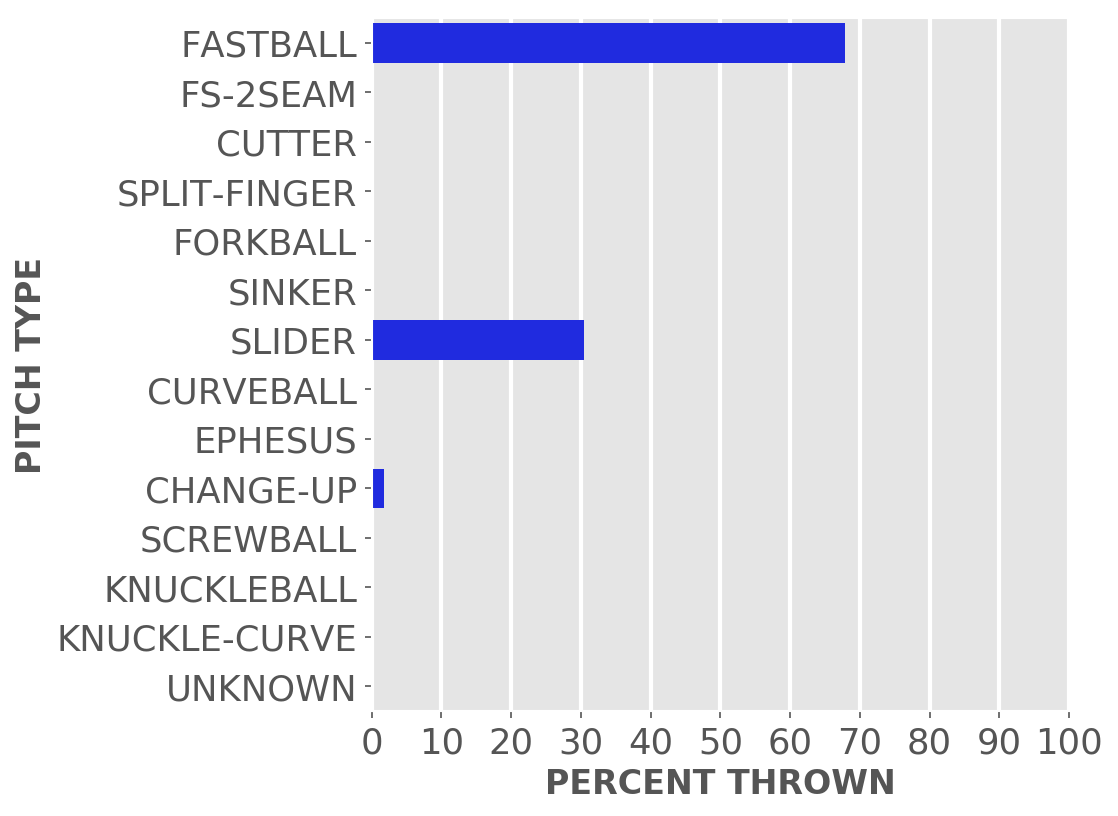 FASTBALL
FS-2SEAM
CUTTER
SPLIT-FINGER
FORKBALL
SINKER
SLIDER
CURVEBALL
EPHESUS
CHANGE-UP
SCREWBALL
KNUCKLEBALL
KNUCKLE-CURVE
UNKNOWN
PITCH TYPE
0 10 20 30 40 50 60 70 80 90 100
PERCENT THROWN